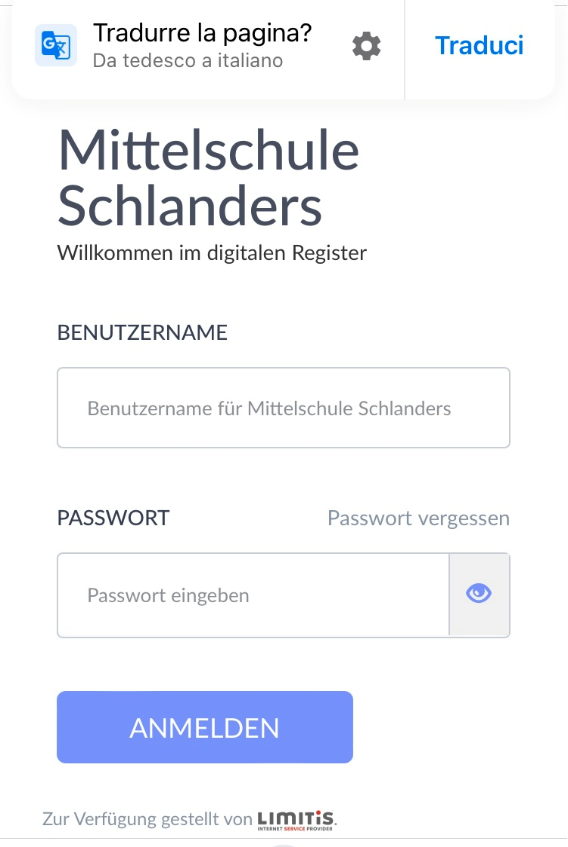 Tradurre la pagina?
Da tedesco a italiano
Traduci
Mittelschule
Schlanders
Willkommen im digitalen Register
BENUTZERNAME
Benutzername für Mittelschule Schlanders
PASSWORT Passwort vergessen
Passwort eingeben
ANMELDEN
Zur Verfügung gestellt von LIMITIS.
INTERNET SERVICE PROVIDER